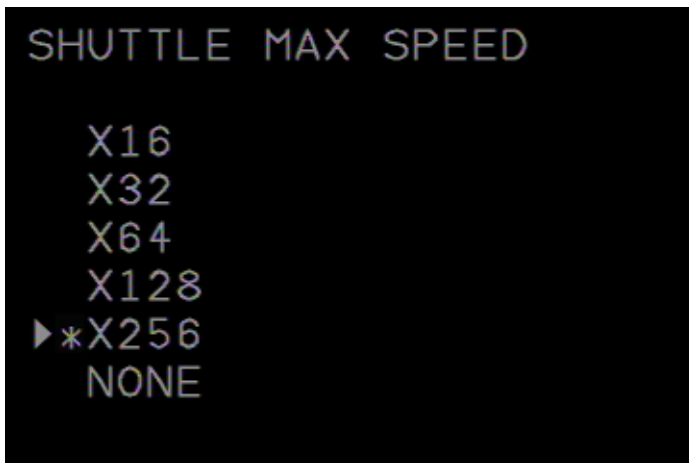 SHUTTLE MAX SPEED
X16
X32
X64
X128
▶*X256
NONE